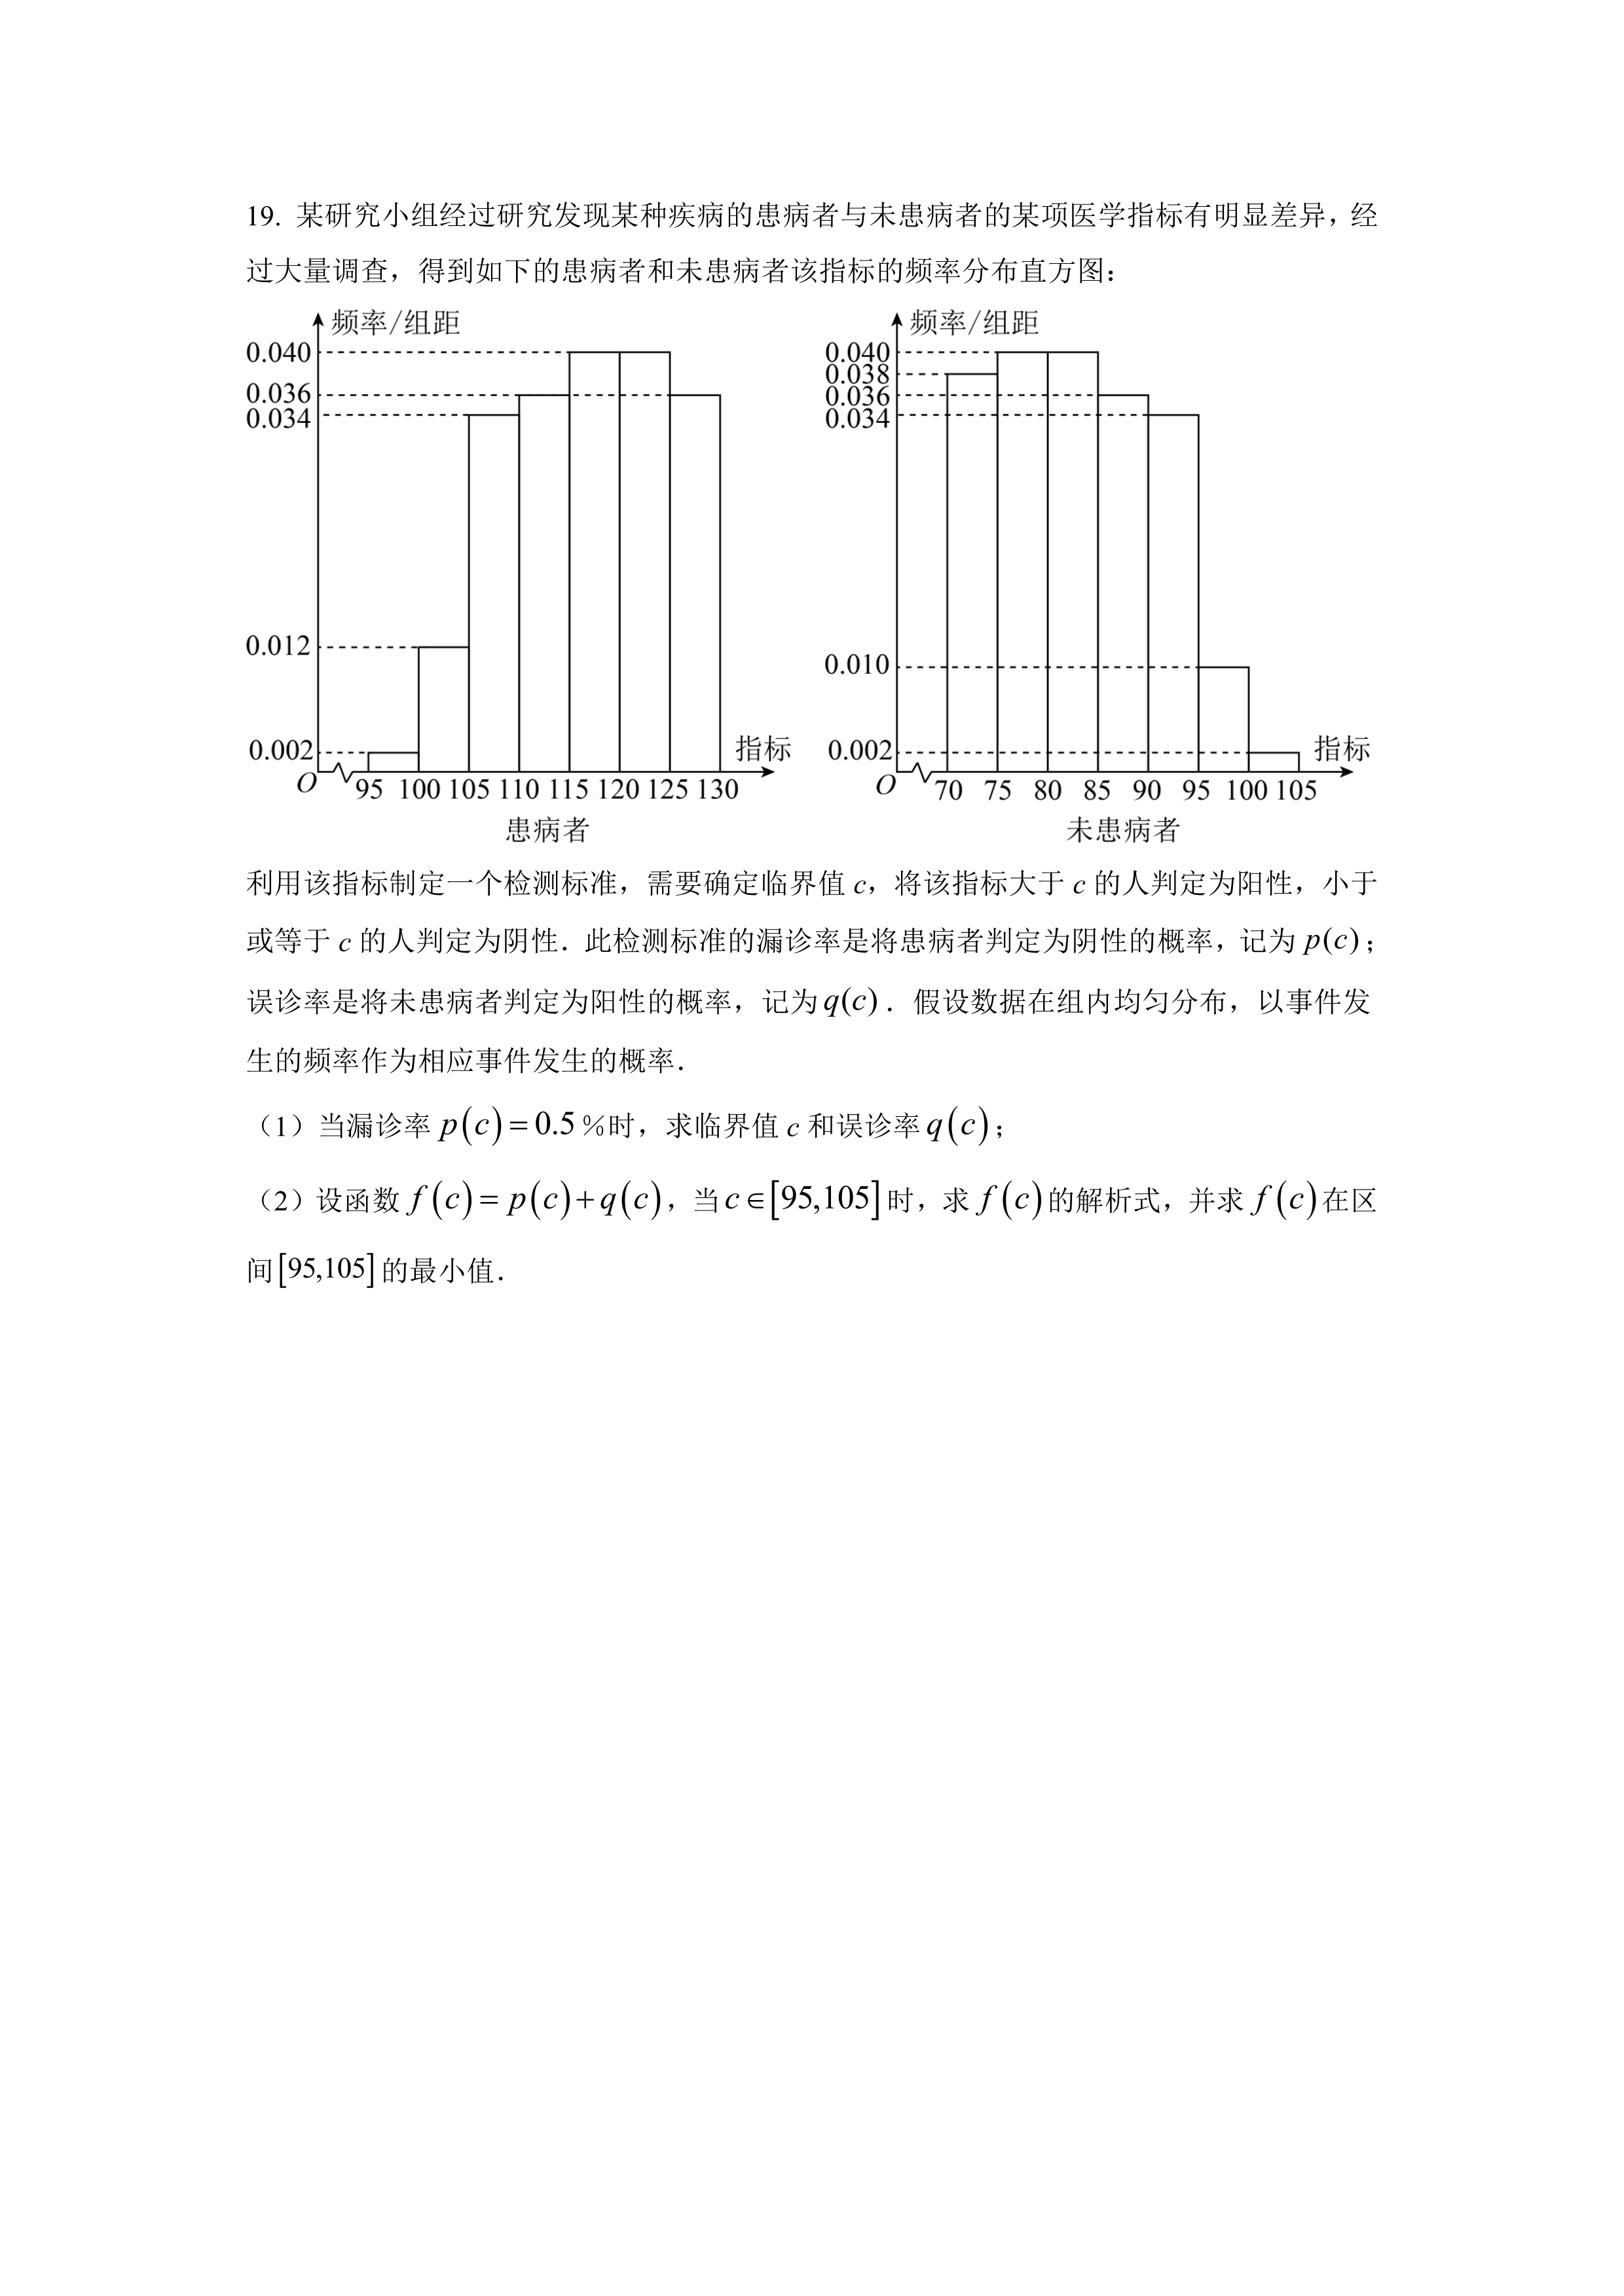 19. 某研究小组经过研究发现某种疾病的患病者与未患病者的某项医学指标有明显差异，经
过大量调查，得到如下的患病者和未患病者该指标的频率分布直方图：
频率/组距
0.040
0.036
0.034
0.012
0.002
O
95 100 105 110 115 120 125 130
指标
患病者
频率/组距
0.040
0.038
0.036
0.034
0.010
0.002
O
70 75 80 85 90 95 100 105
指标
未患病者
利用该指标制定一个检测标准，需要确定临界值 c，将该指标大于 c 的人判定为阳性，小于
或等于 c 的人判定为阴性．此检测标准的漏诊率是将患病者判定为阴性的概率，记为 p(c)；
误诊率是将未患病者判定为阳性的概率，记为 q(c)．假设数据在组内均匀分布，以事件发
生的频率作为相应事件发生的概率．
（1）当漏诊率 p(c)=0.5%时，求临界值 c 和误诊率 q(c)；
（2）设函数 f(c)=p(c)+q(c)，当 c∈[95,105] 时，求 f(c) 的解析式，并求 f(c) 在区
间[95,105] 的最小值．